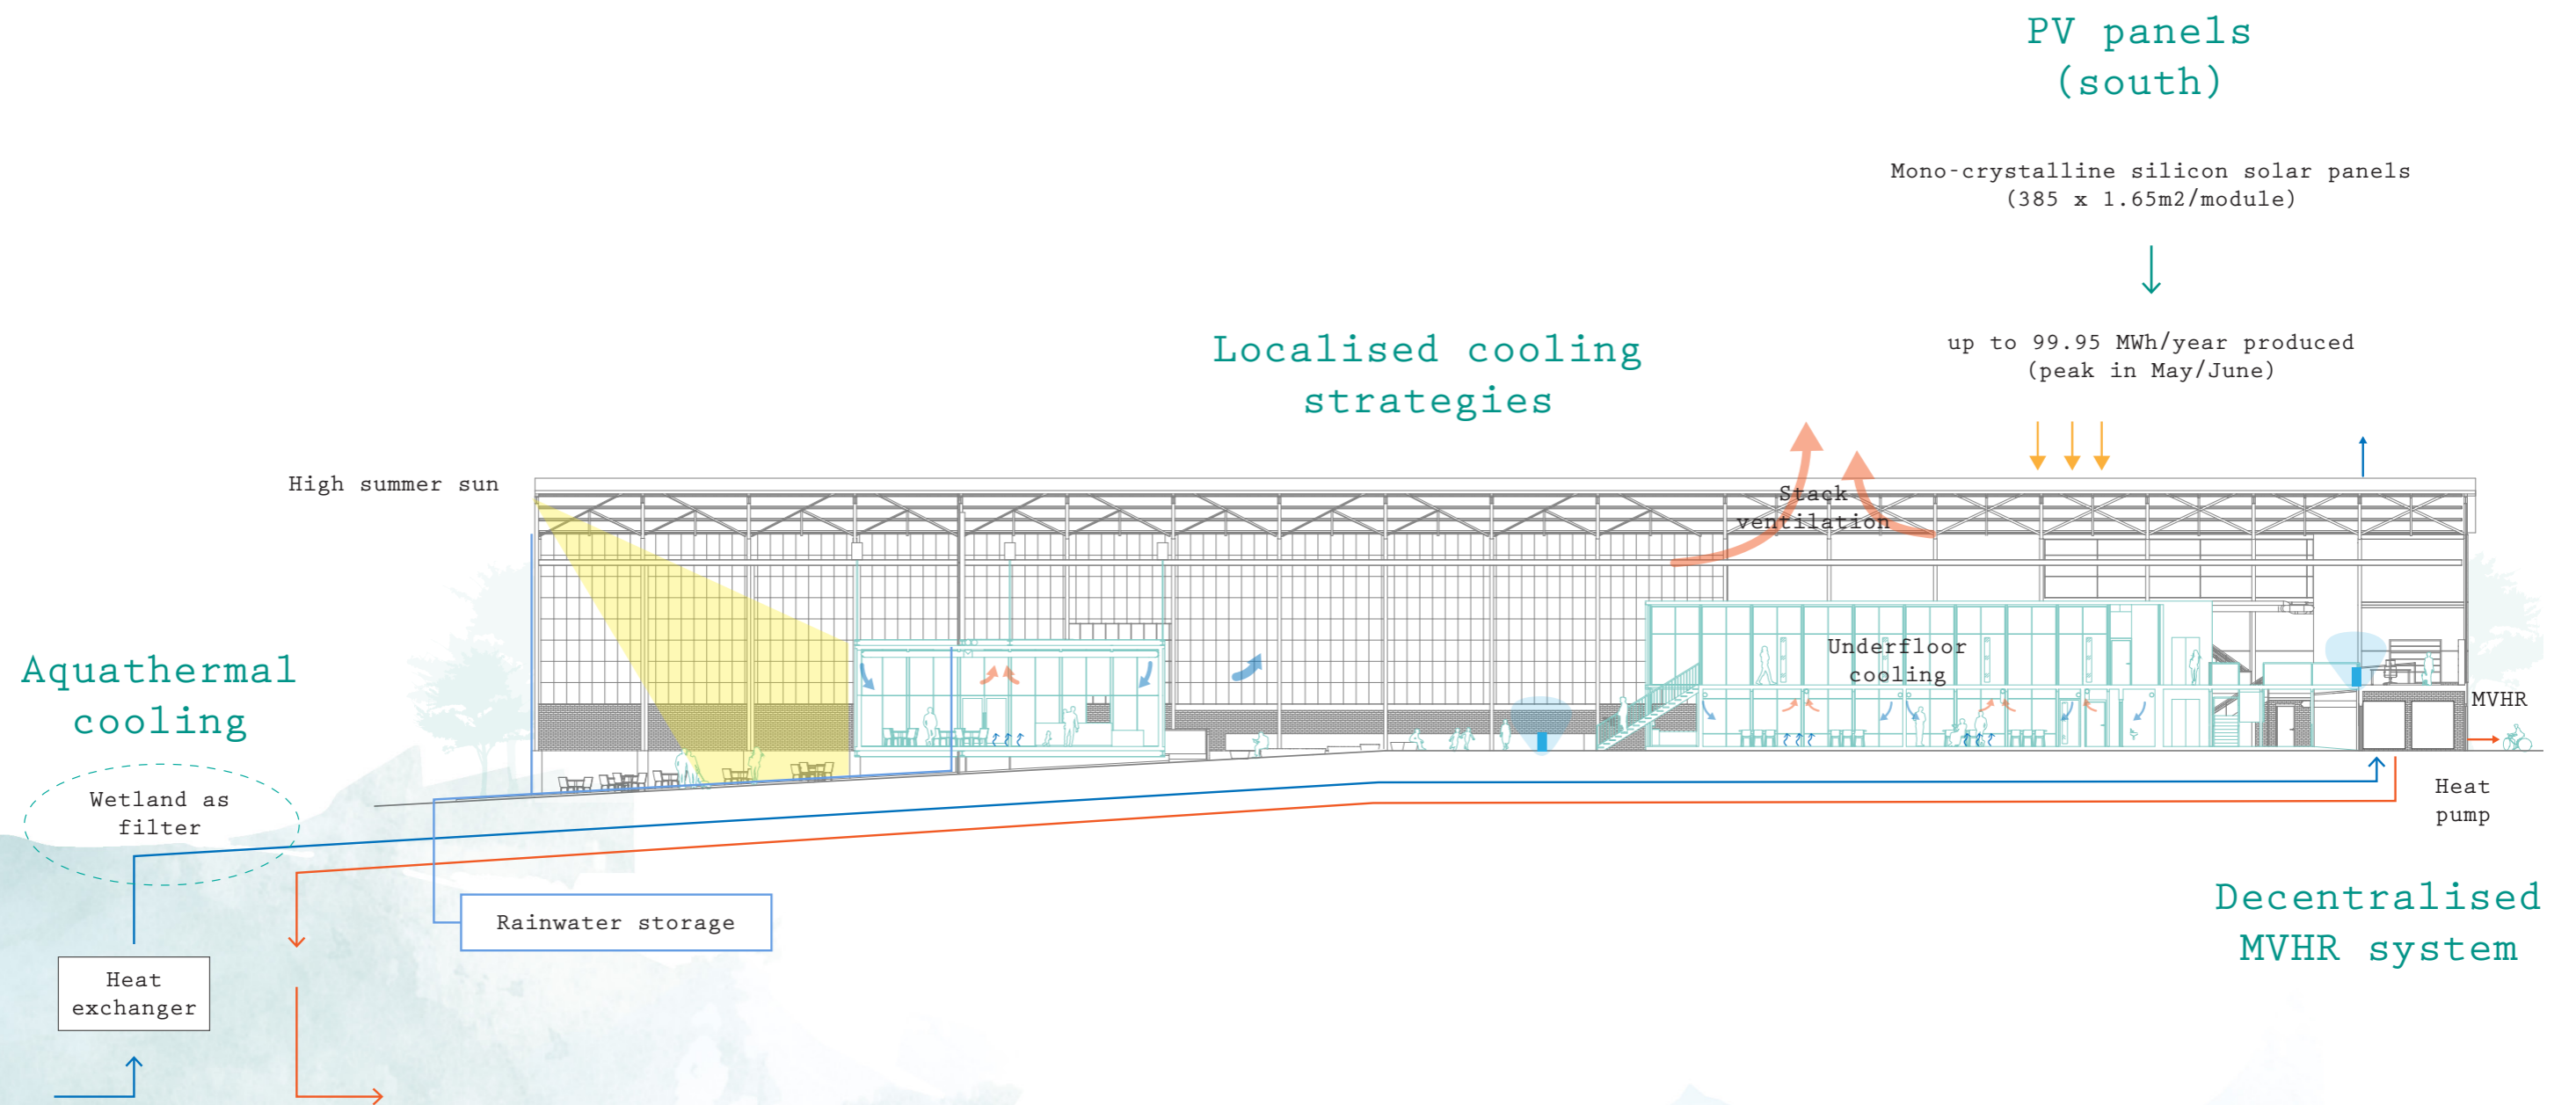 PV panels
(south)
Mono-crystalline silicon solar panels
(385 x 1.65m2/module)
up to 99.95 MWh/year produced
(peak in May/June)
Localised cooling
strategies
High summer sun
Stack
ventilation
Underfloor
cooling
Aquathermal
cooling
Wetland as
filter
MVHR
Heat
pump
Rainwater storage
Heat
exchanger
Decentralised
MVHR system